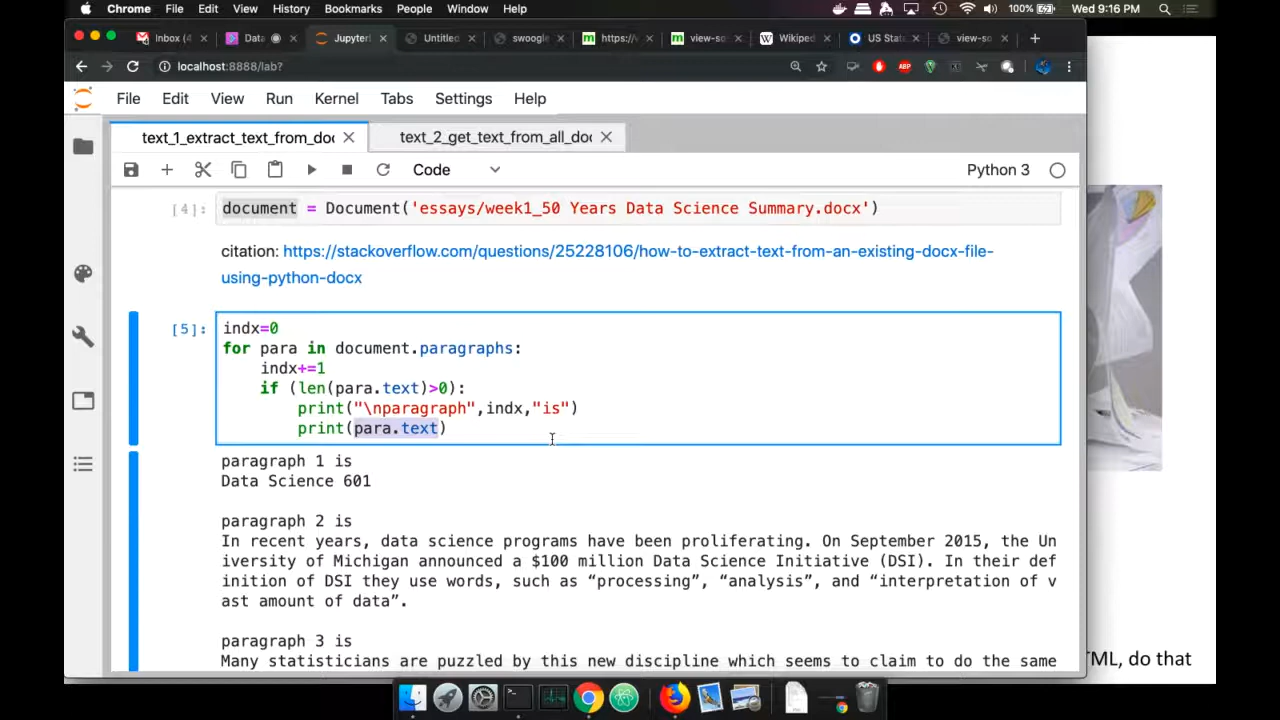 Chrome File Edit View History Bookmarks People Window Help 100% Wed 9:16 PM
Inbox (4 Data Jupyterl Untitled swoogle https:// view-so Wikiped US State view-so
localhost:8888/lab?
File Edit View Run Kernel Tabs Settings Help
text_1_extract_text_from_doc text_2_get_text_from_all_doc
Code Python 3
[4]: document = Document('essays/week1_50 Years Data Science Summary.docx')
citation: https://stackoverflow.com/questions/25228106/how-to-extract-text-from-an-existing-docx-file-
using-python-docx
[5]: indx=0
for para in document.paragraphs:
indx+=1
if (len(para.text)>0):
print("\nparagraph",indx,"is")
print(para.text)
paragraph 1 is
Data Science 601
paragraph 2 is
In recent years, data science programs have been proliferating. On September 2015, the Un
iversity of Michigan announced a $100 million Data Science Initiative (DSI). In their def
inition of DSI they use words, such as “processing”, “analysis”, and “interpretation of v
ast amount of data”.
paragraph 3 is
Many statisticians are puzzled by this new discipline which seems to claim to do the same
TML, do that